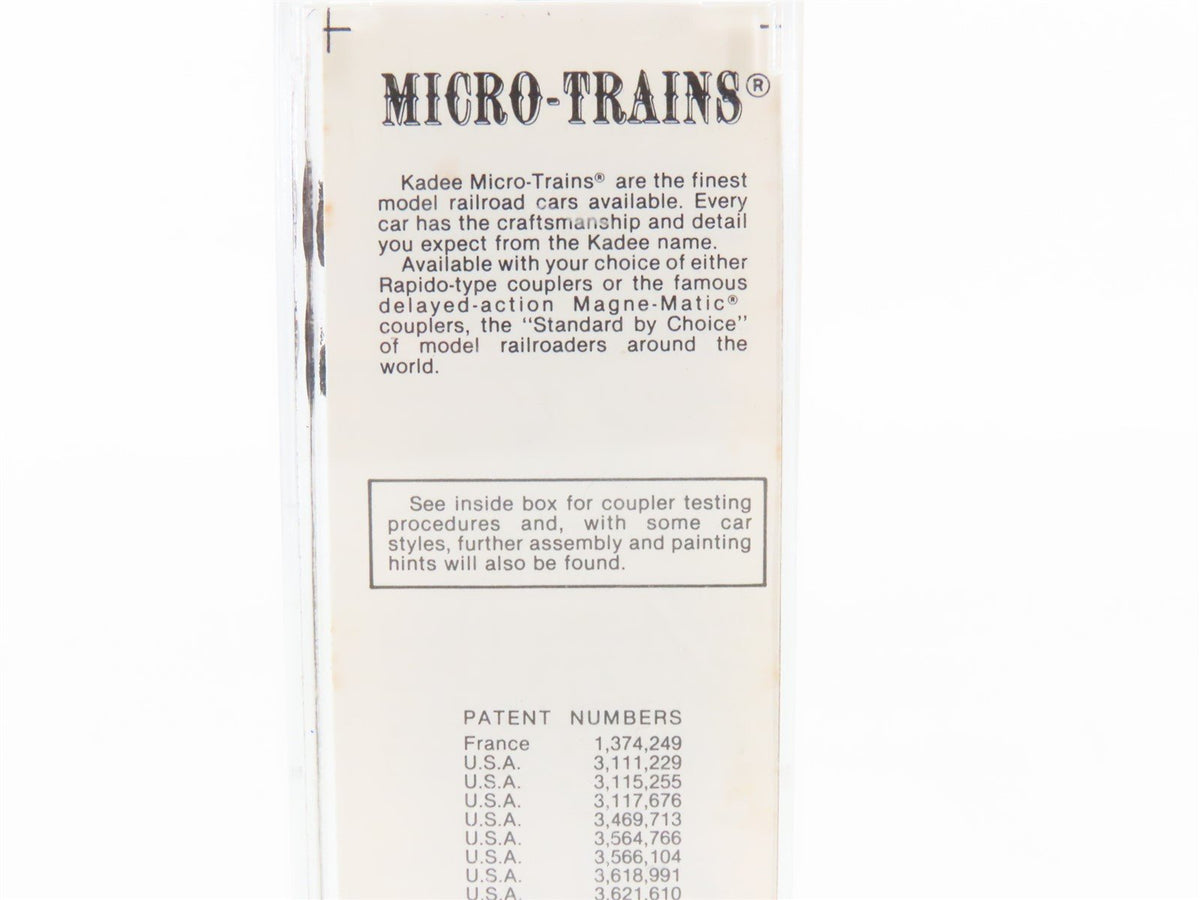 MICRO-TRAINS®
Kadee Micro-Trains® are the finest
model railroad cars available. Every
car has the craftsmanship and detail
you expect from the Kadee name.
Available with your choice of either
Rapido-type couplers or the famous
delayed-action Magne-Matic®
couplers, the "Standard by Choice"
of model railroaders around the
world.
See inside box for coupler testing
procedures and, with some car
styles, further assembly and painting
hints will also be found.
PATENT NUMBERS
France 1,374,249
U.S.A. 3,111,229
U.S.A. 3,115,255
U.S.A. 3,117,676
U.S.A. 3,469,713
U.S.A. 3,564,766
U.S.A. 3,566,104
U.S.A. 3,618,991
U.S.A. 3,621,610